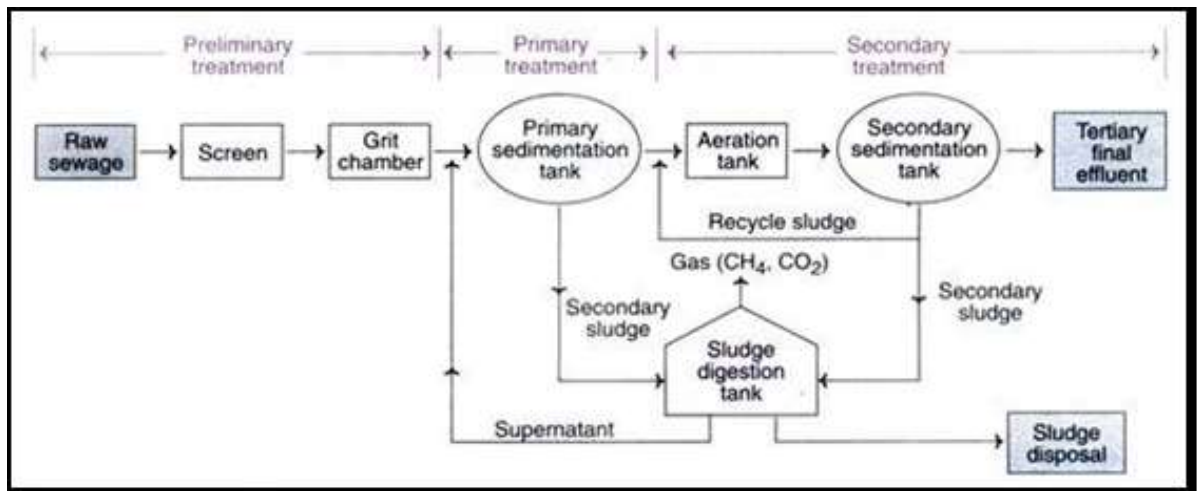 Preliminary
treatment
Primary
treatment
Secondary
treatment
Raw
sewage
Screen
Grit
chamber
Primary
sedimentation
tank
Aeration
tank
Secondary
sedimentation
tank
Tertiary
final
effluent
Recycle sludge
Gas (CH₄, CO₂)
Secondary
sludge
Secondary
sludge
Sludge
digestion
tank
Supernatant
Sludge
disposal